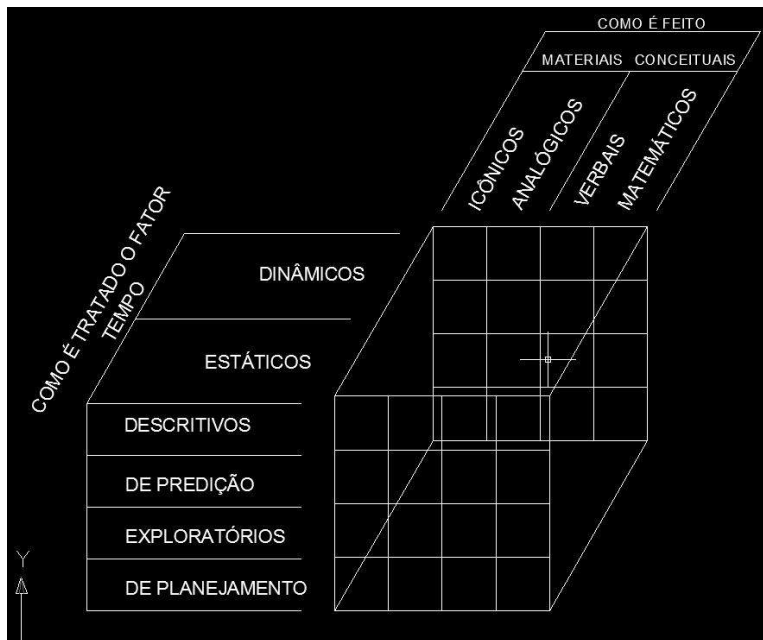 COMO É FEITO
MATERIAIS CONCEITUAIS
ICÔNICOS
ANALÓGICOS
VERBAIS
MATEMÁTICOS
COMO É TRATADO O FATOR
TEMPO
DINÂMICOS
ESTÁTICOS
DESCRITIVOS
DE PREDIÇÃO
EXPLORATÓRIOS
DE PLANEJAMENTO
Y